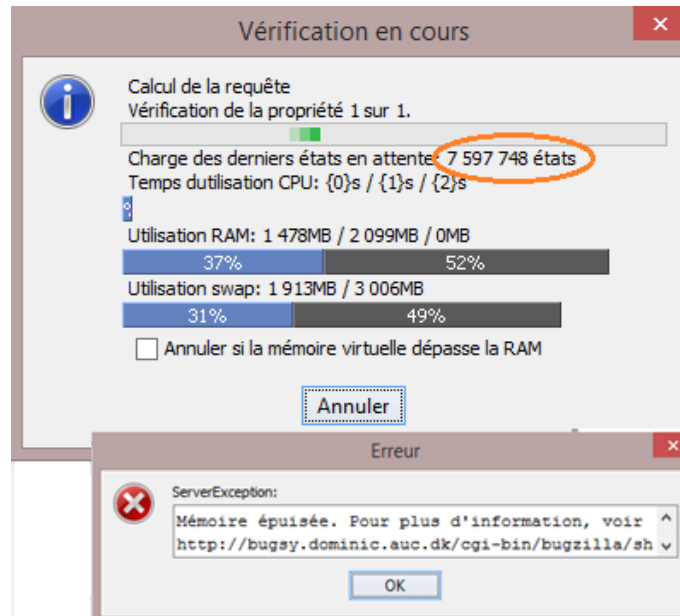 Vérification en cours
Calcul de la requête
Vérification de la propriété 1 sur 1.
Charge des derniers états en attente: 7 597 748 états
Temps dutilisation CPU: {0}s / {1}s / {2}s
Utilisation RAM: 1 478MB / 2 099MB / 0MB
37% 52%
Utilisation swap: 1 913MB / 3 006MB
31% 49%
Annuler si la mémoire virtuelle dépasse la RAM
Annuler
Erreur
ServerException:
Mémoire épuisée. Pour plus d'information, voir
http://bugsy.dominic.auc.dk/cgi-bin/bugzilla/sh
OK